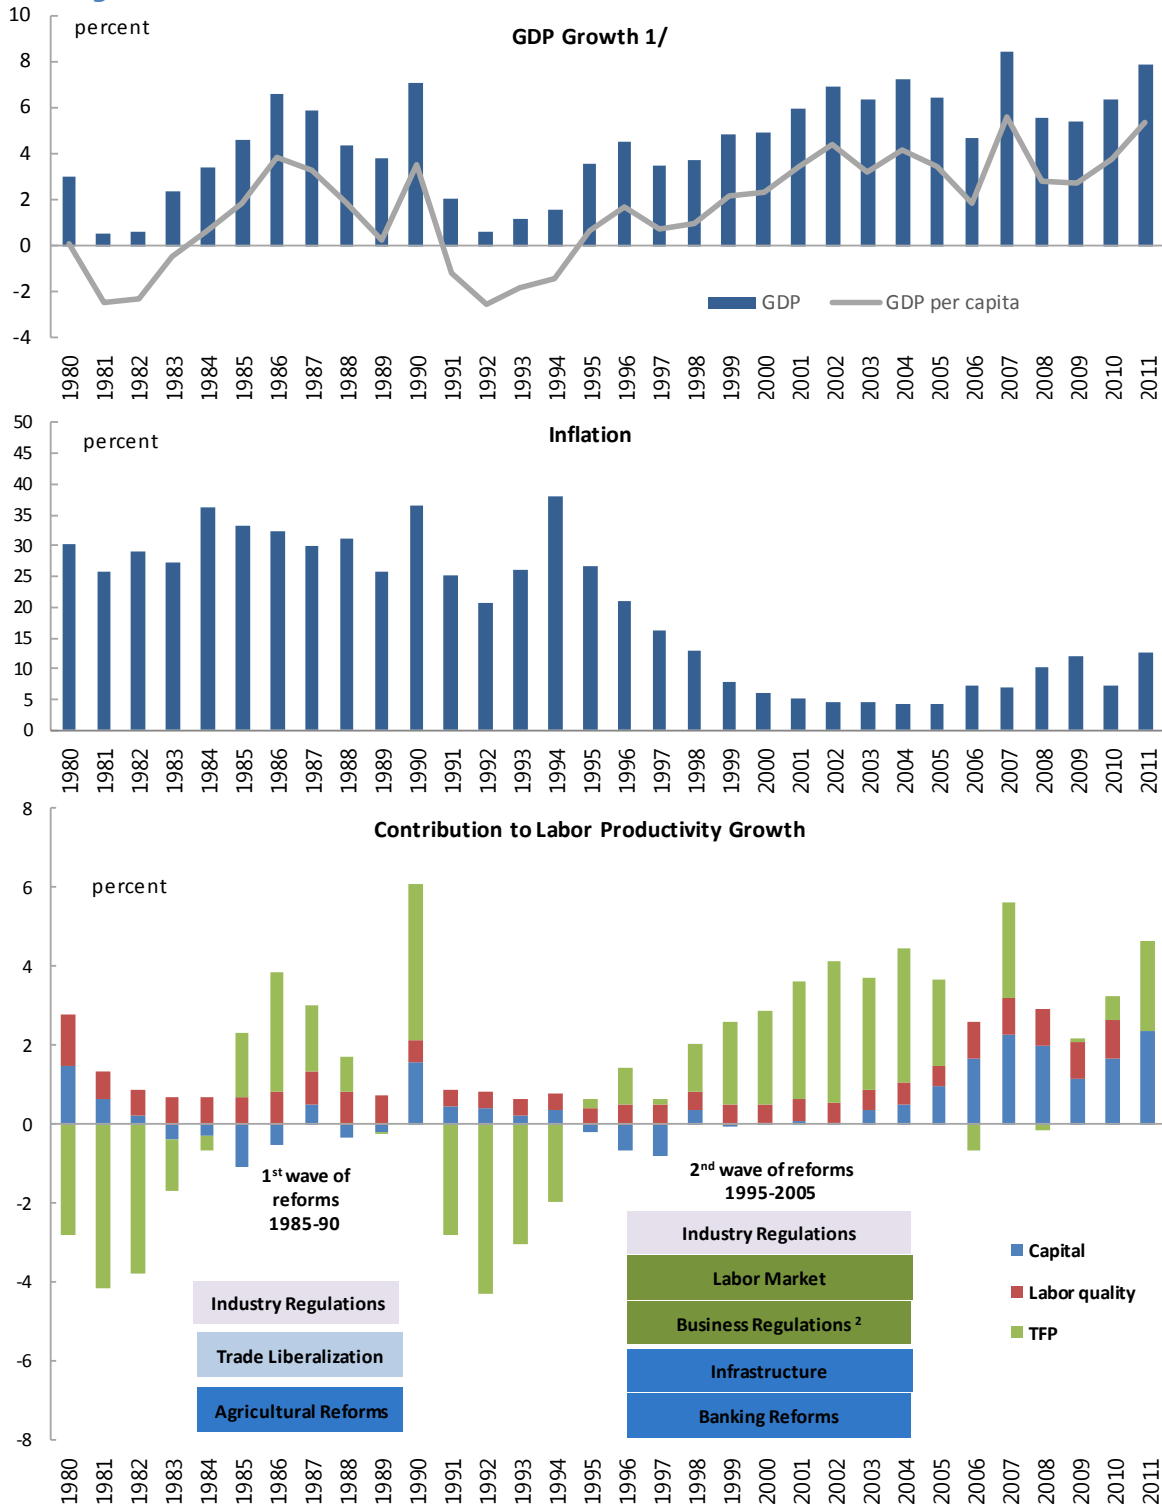 10
percent
GDP Growth 1/
8
6
4
2
0
-2
-4
GDP
GDP per capita
1980 1981 1982 1983 1984 1985 1986 1987 1988 1989 1990 1991 1992 1993 1994 1995 1996 1997 1998 1999 2000 2001 2002 2003 2004 2005 2006 2007 2008 2009 2010 2011
50
percent
Inflation
45
40
35
30
25
20
15
10
5
0
1980 1981 1982 1983 1984 1985 1986 1987 1988 1989 1990 1991 1992 1993 1994 1995 1996 1997 1998 1999 2000 2001 2002 2003 2004 2005 2006 2007 2008 2009 2010 2011
8
Contribution to Labor Productivity Growth
percent
6
4
2
0
-2
-4
-6
-8
1st wave of
reforms
1985-90
Industry Regulations
Trade Liberalization
Agricultural Reforms
2nd wave of reforms
1995-2005
Industry Regulations
Labor Market
Business Regulations 2
Infrastructure
Banking Reforms
Capital
Labor quality
TFP
1980 1981 1982 1983 1984 1985 1986 1987 1988 1989 1990 1991 1992 1993 1994 1995 1996 1997 1998 1999 2000 2001 2002 2003 2004 2005 2006 2007 2008 2009 2010 2011